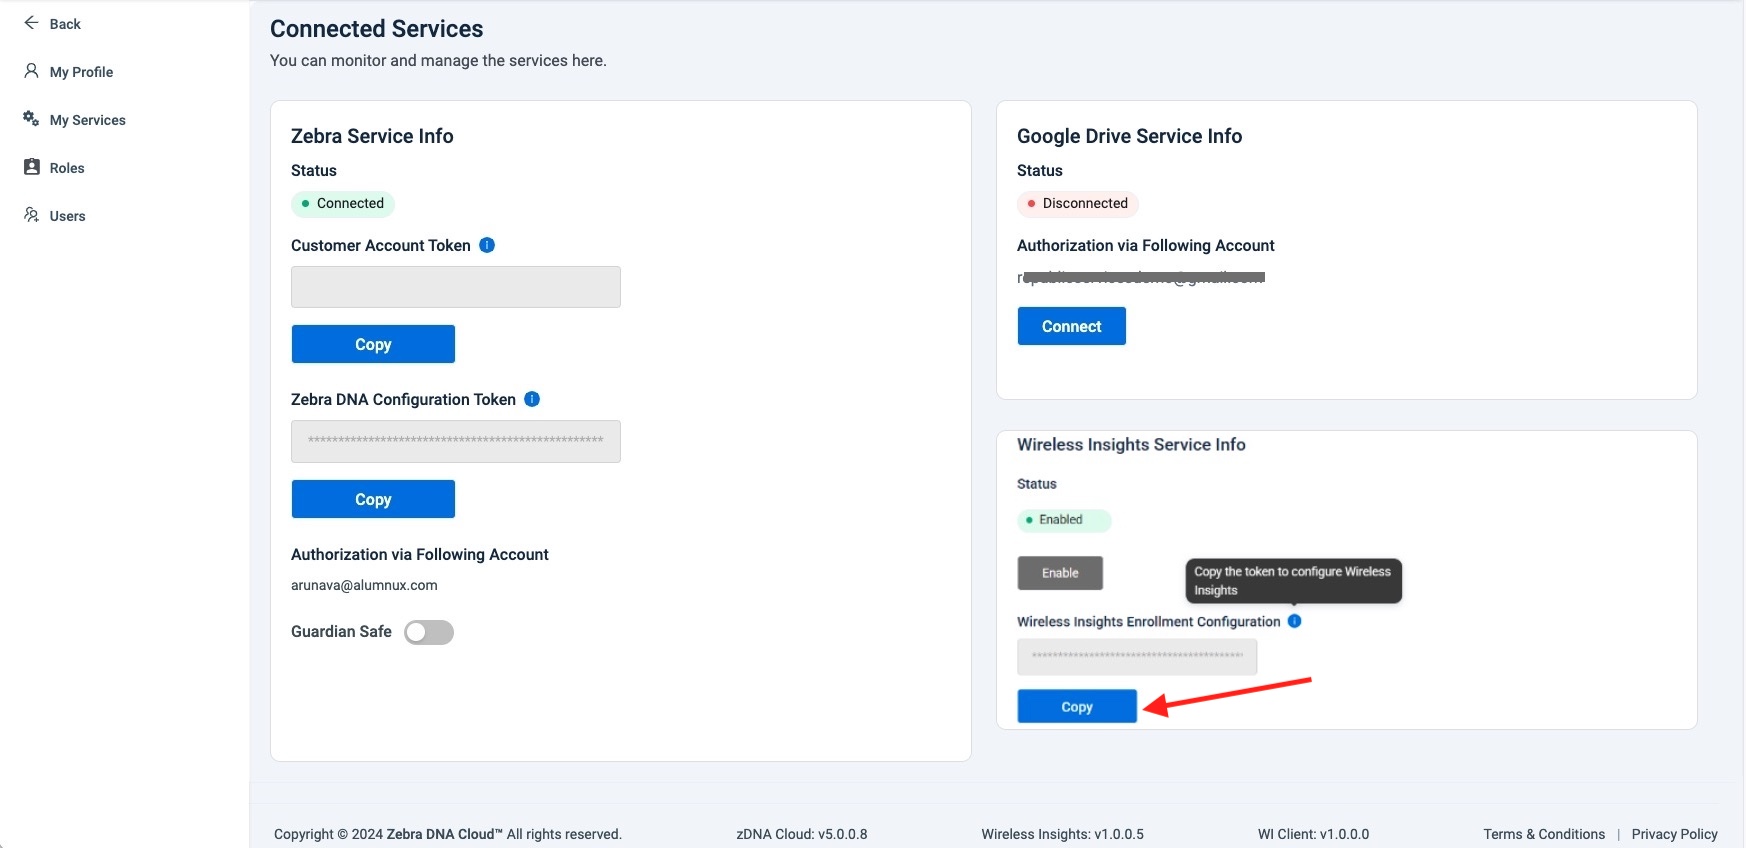 Back
My Profile
My Services
Roles
Users
Connected Services
You can monitor and manage the services here.
Zebra Service Info
Status
Connected
Customer Account Token
Copy
Zebra DNA Configuration Token
**************************************************
Copy
Authorization via Following Account
arunava@alumnux.com
Guardian Safe
Google Drive Service Info
Status
Disconnected
Authorization via Following Account
Connect
Wireless Insights Service Info
Status
Enabled
Enable
Copy the token to configure Wireless
Insights
Wireless Insights Enrollment Configuration
******************************************
Copy
Copyright © 2024 Zebra DNA Cloud™ All rights reserved.
zDNA Cloud: v5.0.0.8
Wireless Insights: v1.0.0.5
WI Client: v1.0.0.0
Terms & Conditions | Privacy Policy